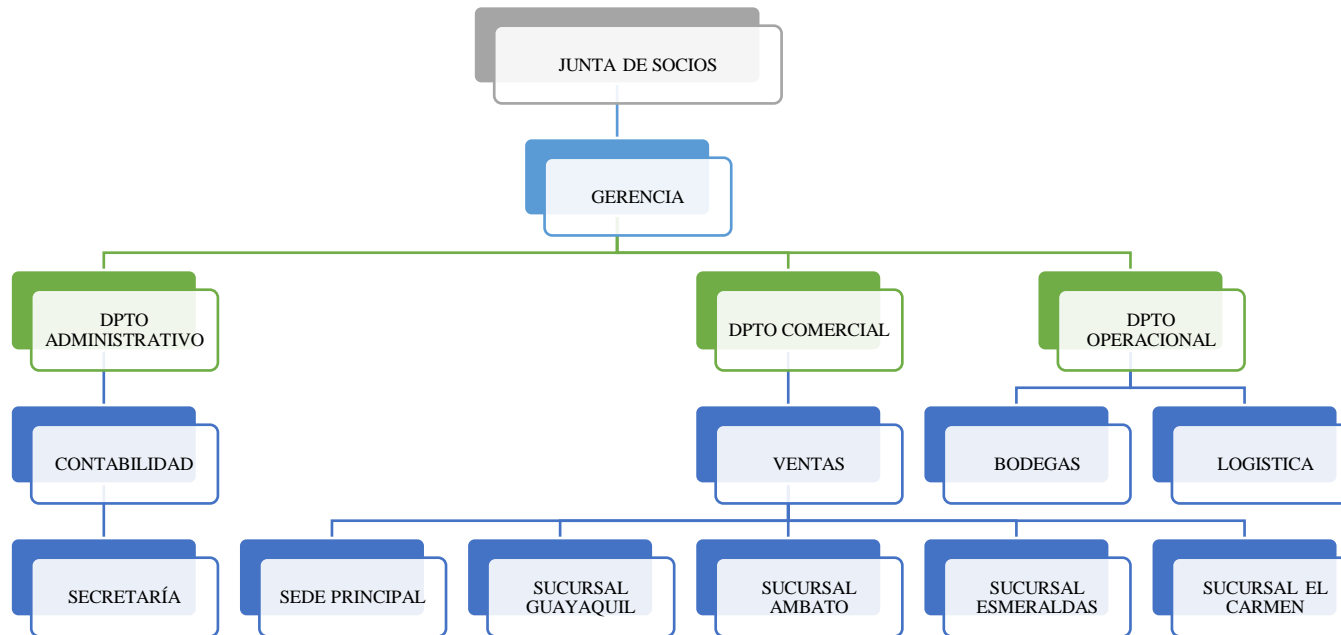 JUNTA DE SOCIOS
GERENCIA
DPTO
ADMINISTRATIVO
DPTO COMERCIAL
DPTO
OPERACIONAL
CONTABILIDAD
VENTAS
BODEGAS
LOGISTICA
SECRETARÍA
SEDE PRINCIPAL
SUCURSAL
GUAYAQUIL
SUCURSAL
AMBATO
SUCURSAL
ESMERALDAS
SUCURSAL EL
CARMEN